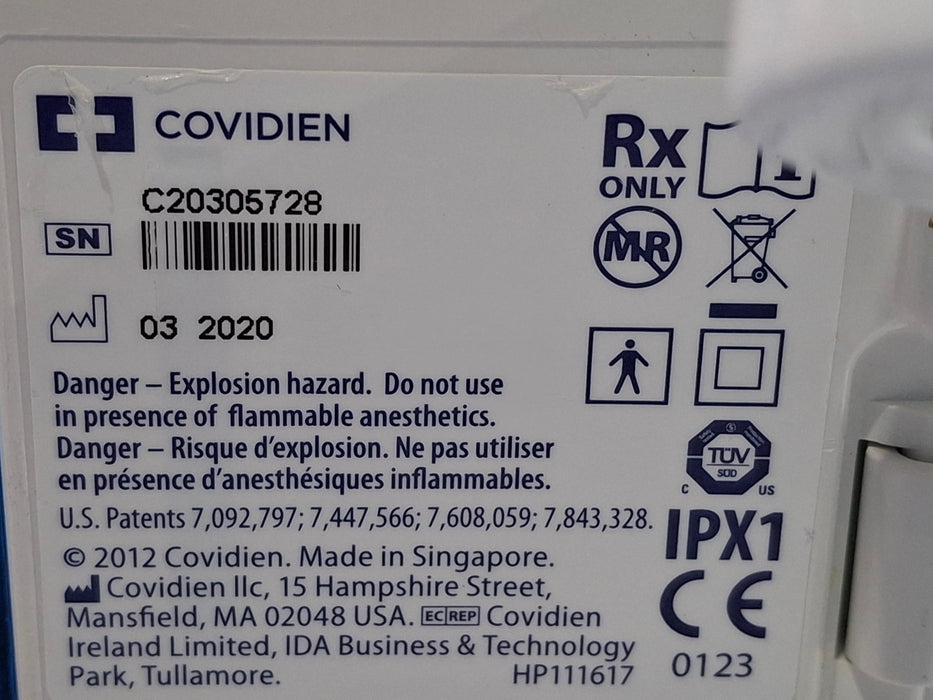 COVIDIEN
C20305728
SN
03 2020
Danger – Explosion hazard. Do not use
in presence of flammable anesthetics.
Danger – Risque d’explosion. Ne pas utiliser
en présence d’anesthésiques inflammables.
U.S. Patents 7,092,797; 7,447,566; 7,608,059; 7,843,328.
© 2012 Covidien. Made in Singapore.
Covidien llc, 15 Hampshire Street,
Mansfield, MA 02048 USA. EC REP Covidien
Ireland Limited, IDA Business & Technology
Park, Tullamore. HP111617
Rx
ONLY
MR
TÜV
SÜD
C US
IPX1
CE
0123